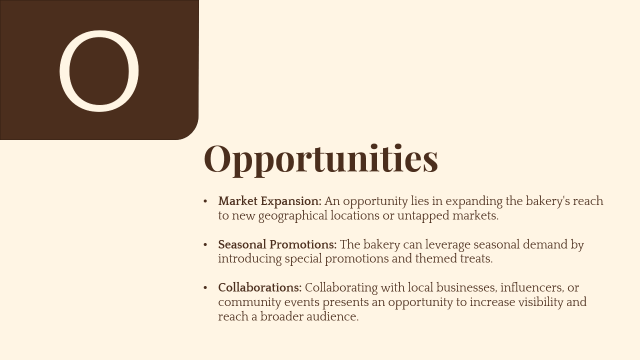 O
Opportunities
• Market Expansion: An opportunity lies in expanding the bakery's reach
to new geographical locations or untapped markets.
• Seasonal Promotions: The bakery can leverage seasonal demand by
introducing special promotions and themed treats.
• Collaborations: Collaborating with local businesses, influencers, or
community events presents an opportunity to increase visibility and
reach a broader audience.